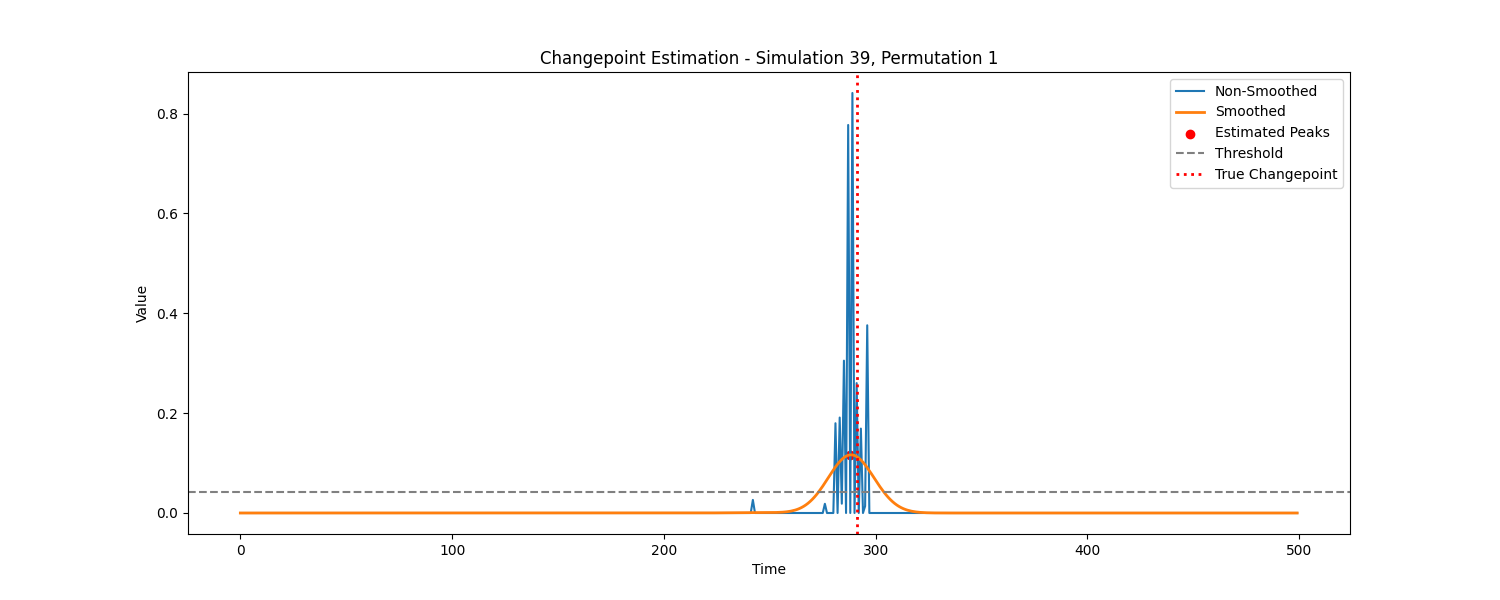 Changepoint Estimation - Simulation 39, Permutation 1
Non-Smoothed
Smoothed
Estimated Peaks
Threshold
True Changepoint
Value
0.8
0.6
0.4
0.2
0.0
0 100 200 300 400 500
Time